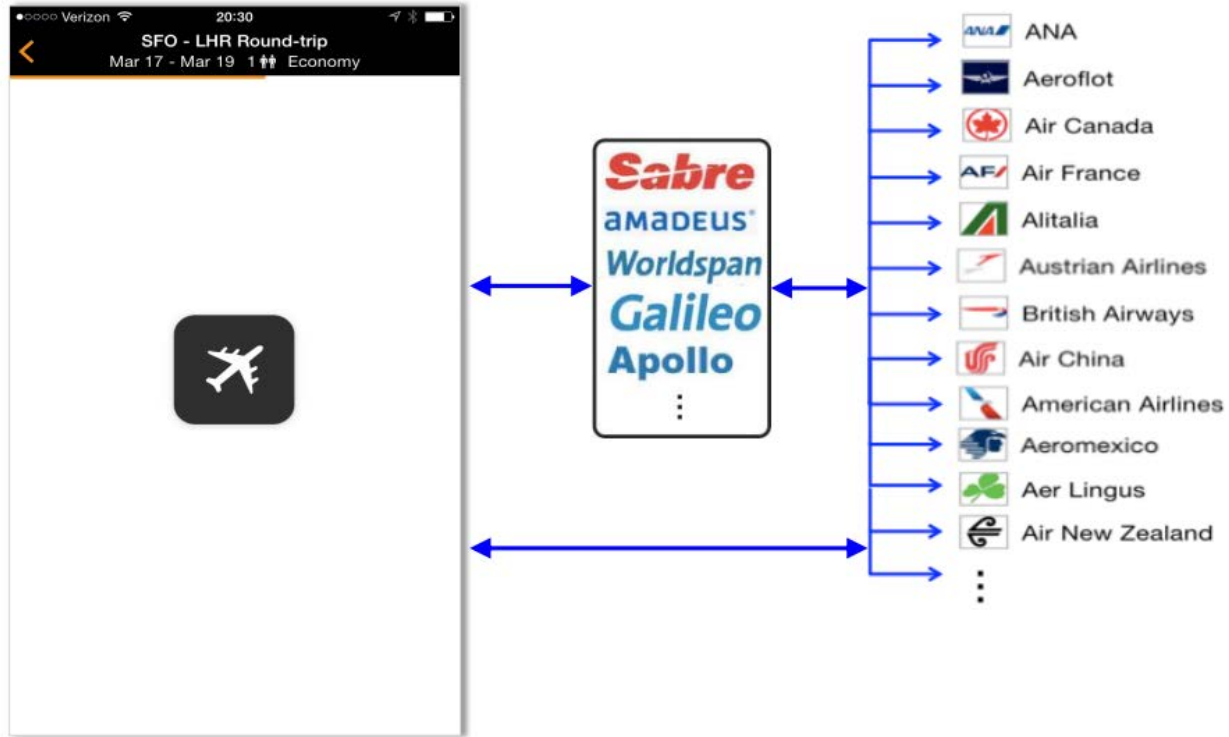 Verizon 20:30
SFO - LHR Round-trip
Mar 17 - Mar 19 1 Economy
Sabre
amadeus
Worldspan
Galileo
Apollo
⋮
ANA ANA
Aeroflot
Air Canada
AF Air France
Alitalia
Austrian Airlines
British Airways
Air China
American Airlines
Aeromexico
Aer Lingus
Air New Zealand
⋮